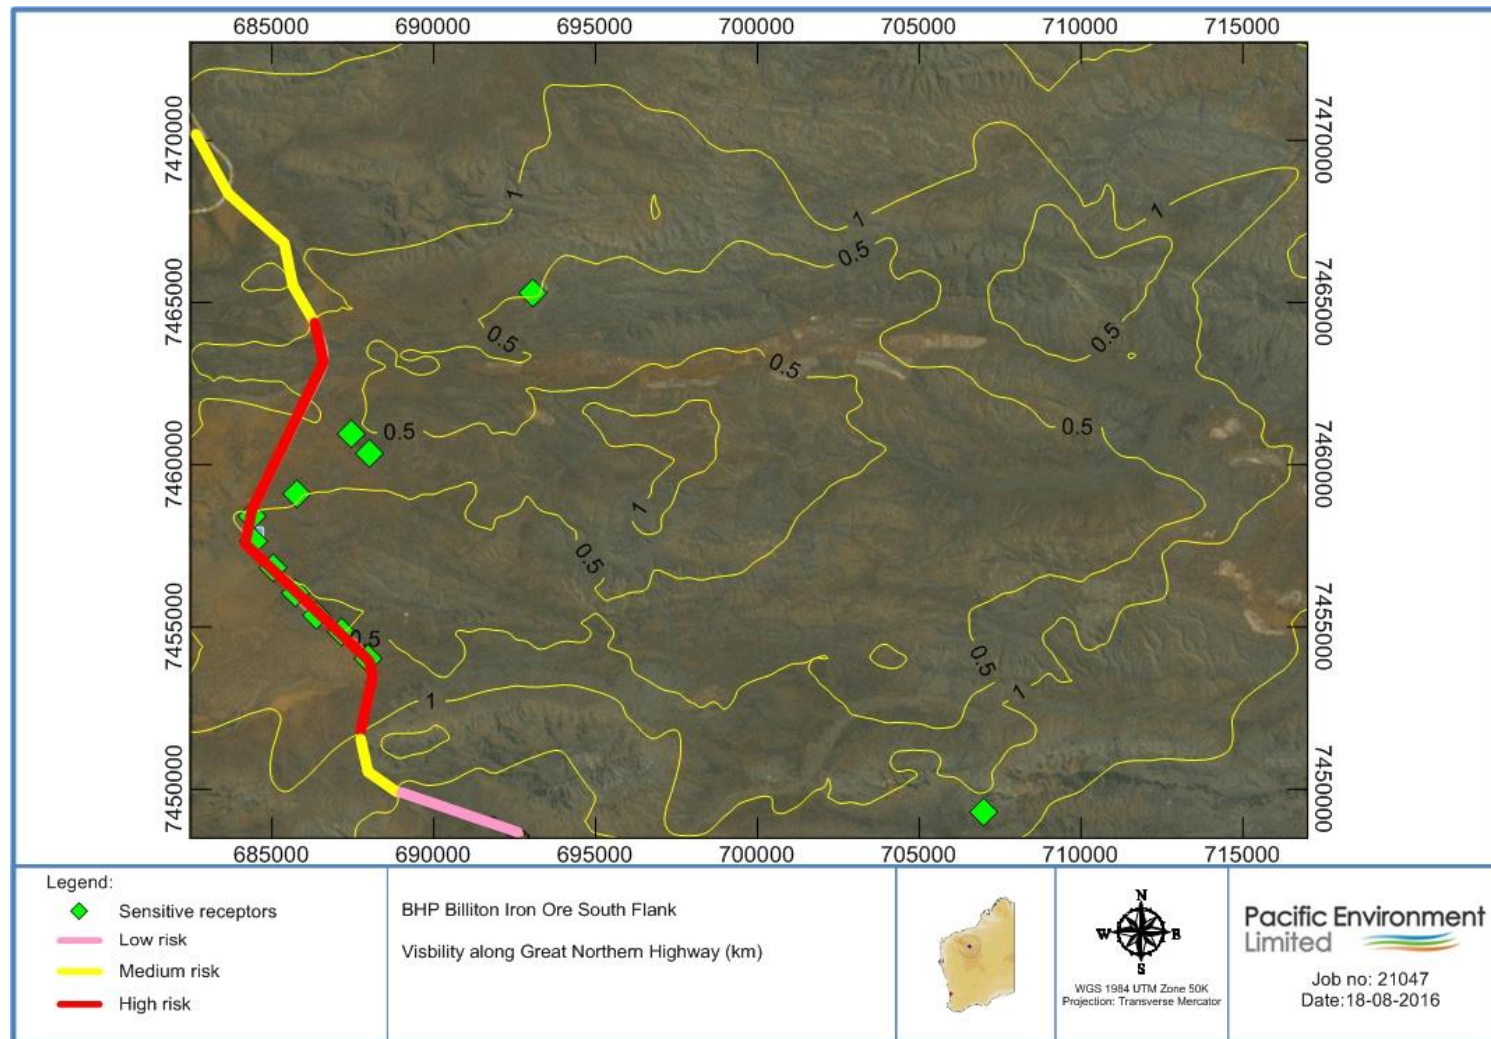 685000 690000 695000 700000 705000 710000 715000
7470000 7470000
1
1
1
0.5
7465000 7465000
0.5
0.5
0.5
0.5
0.5
7460000 7460000
1
0.5
7455000 7455000
0.5
0.5
1
1
7450000 7450000
685000 690000 695000 700000 705000 710000 715000
Legend:
Sensitive receptors
Low risk
Medium risk
High risk
BHP Billiton Iron Ore South Flank
Visbility along Great Northern Highway (km)
N
W E
S
WGS 1984 UTM Zone 50K
Projection: Transverse Mercator
Pacific Environment
Limited
Job no: 21047
Date:18-08-2016